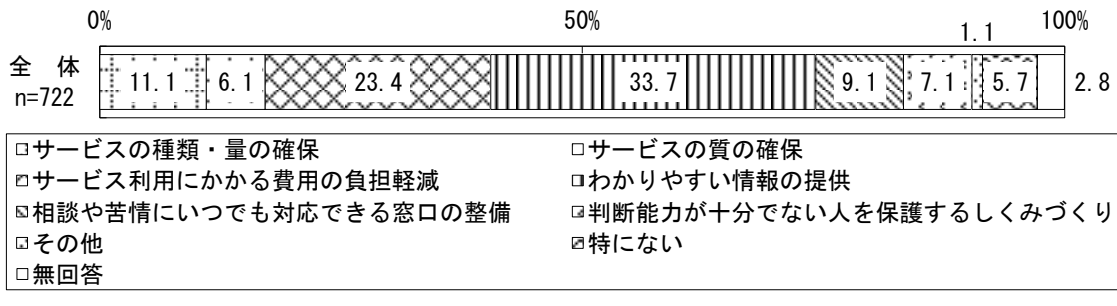 0% 50% 100%
1.1
全 体 11.1 6.1 23.4 33.7 9.1 7.1 5.7 2.8
n=722
サービスの種類・量の確保 サービスの質の確保
サービス利用にかかる費用の負担軽減 わかりやすい情報の提供
相談や苦情にいつでも対応できる窓口の整備 判断能力が十分でない人を保護するしくみづくり
その他 特にない
無回答